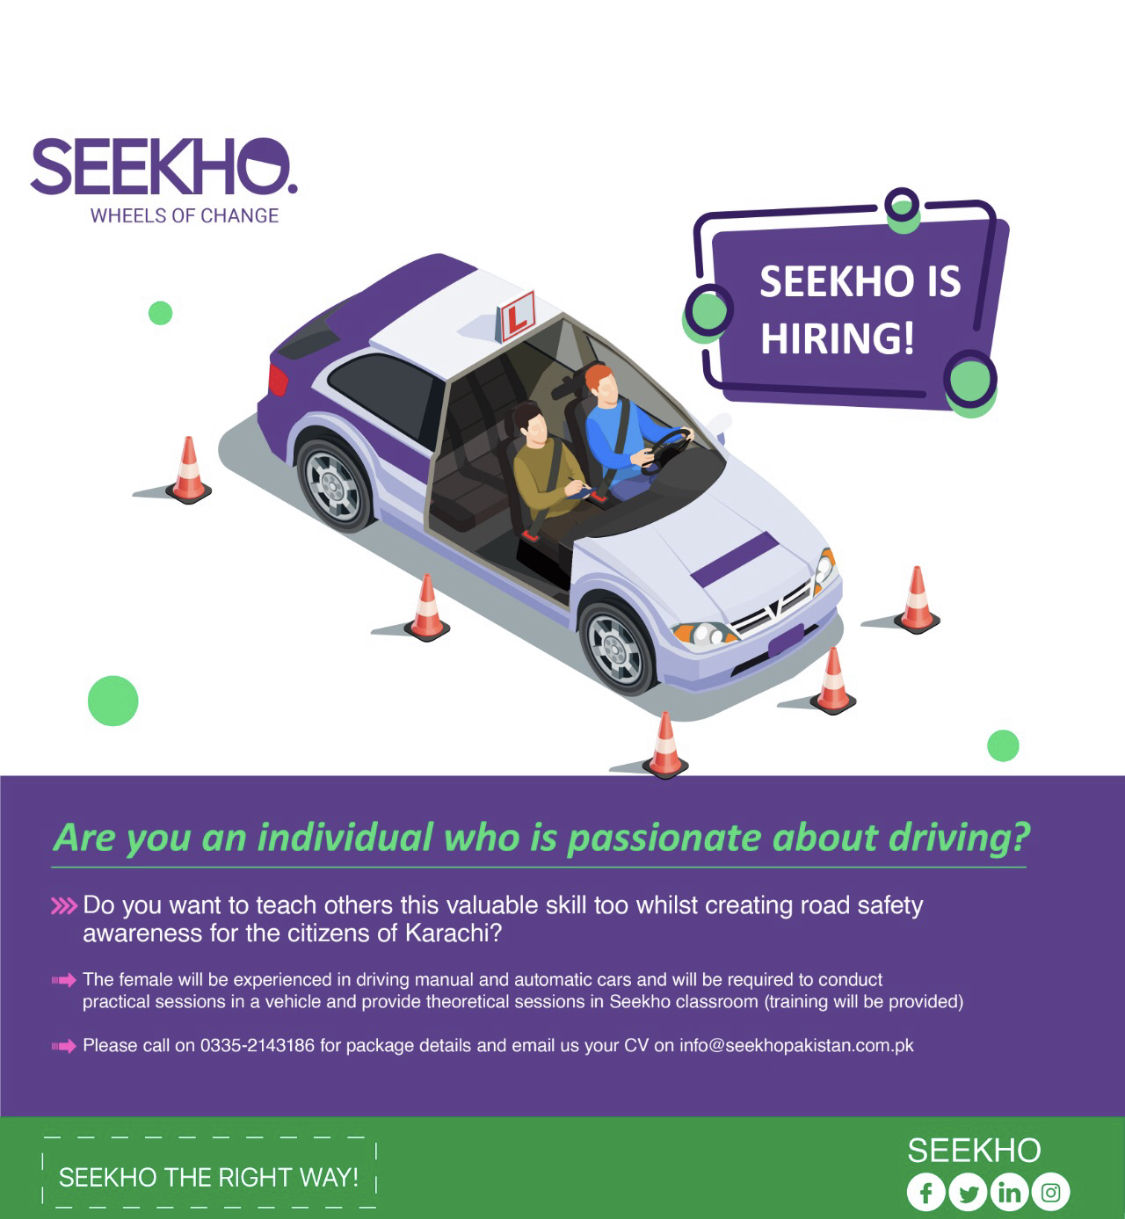 SEEKHO.
WHEELS OF CHANGE
SEEKHO IS
HIRING!
L
Are you an individual who is passionate about driving?
Do you want to teach others this valuable skill too whilst creating road safety
awareness for the citizens of Karachi?
The female will be experienced in driving manual and automatic cars and will be required to conduct
practical sessions in a vehicle and provide theoretical sessions in Seekho classroom (training will be provided)
Please call on 0335-2143186 for package details and email us your CV on info@seekhopakistan.com.pk
SEEKHO THE RIGHT WAY!
SEEKHO